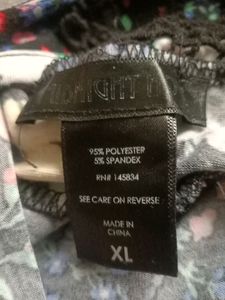 95% POLYESTER
5% SPANDEX
RN# 145834
SEE CARE ON REVERSE
MADE IN
CHINA
XL